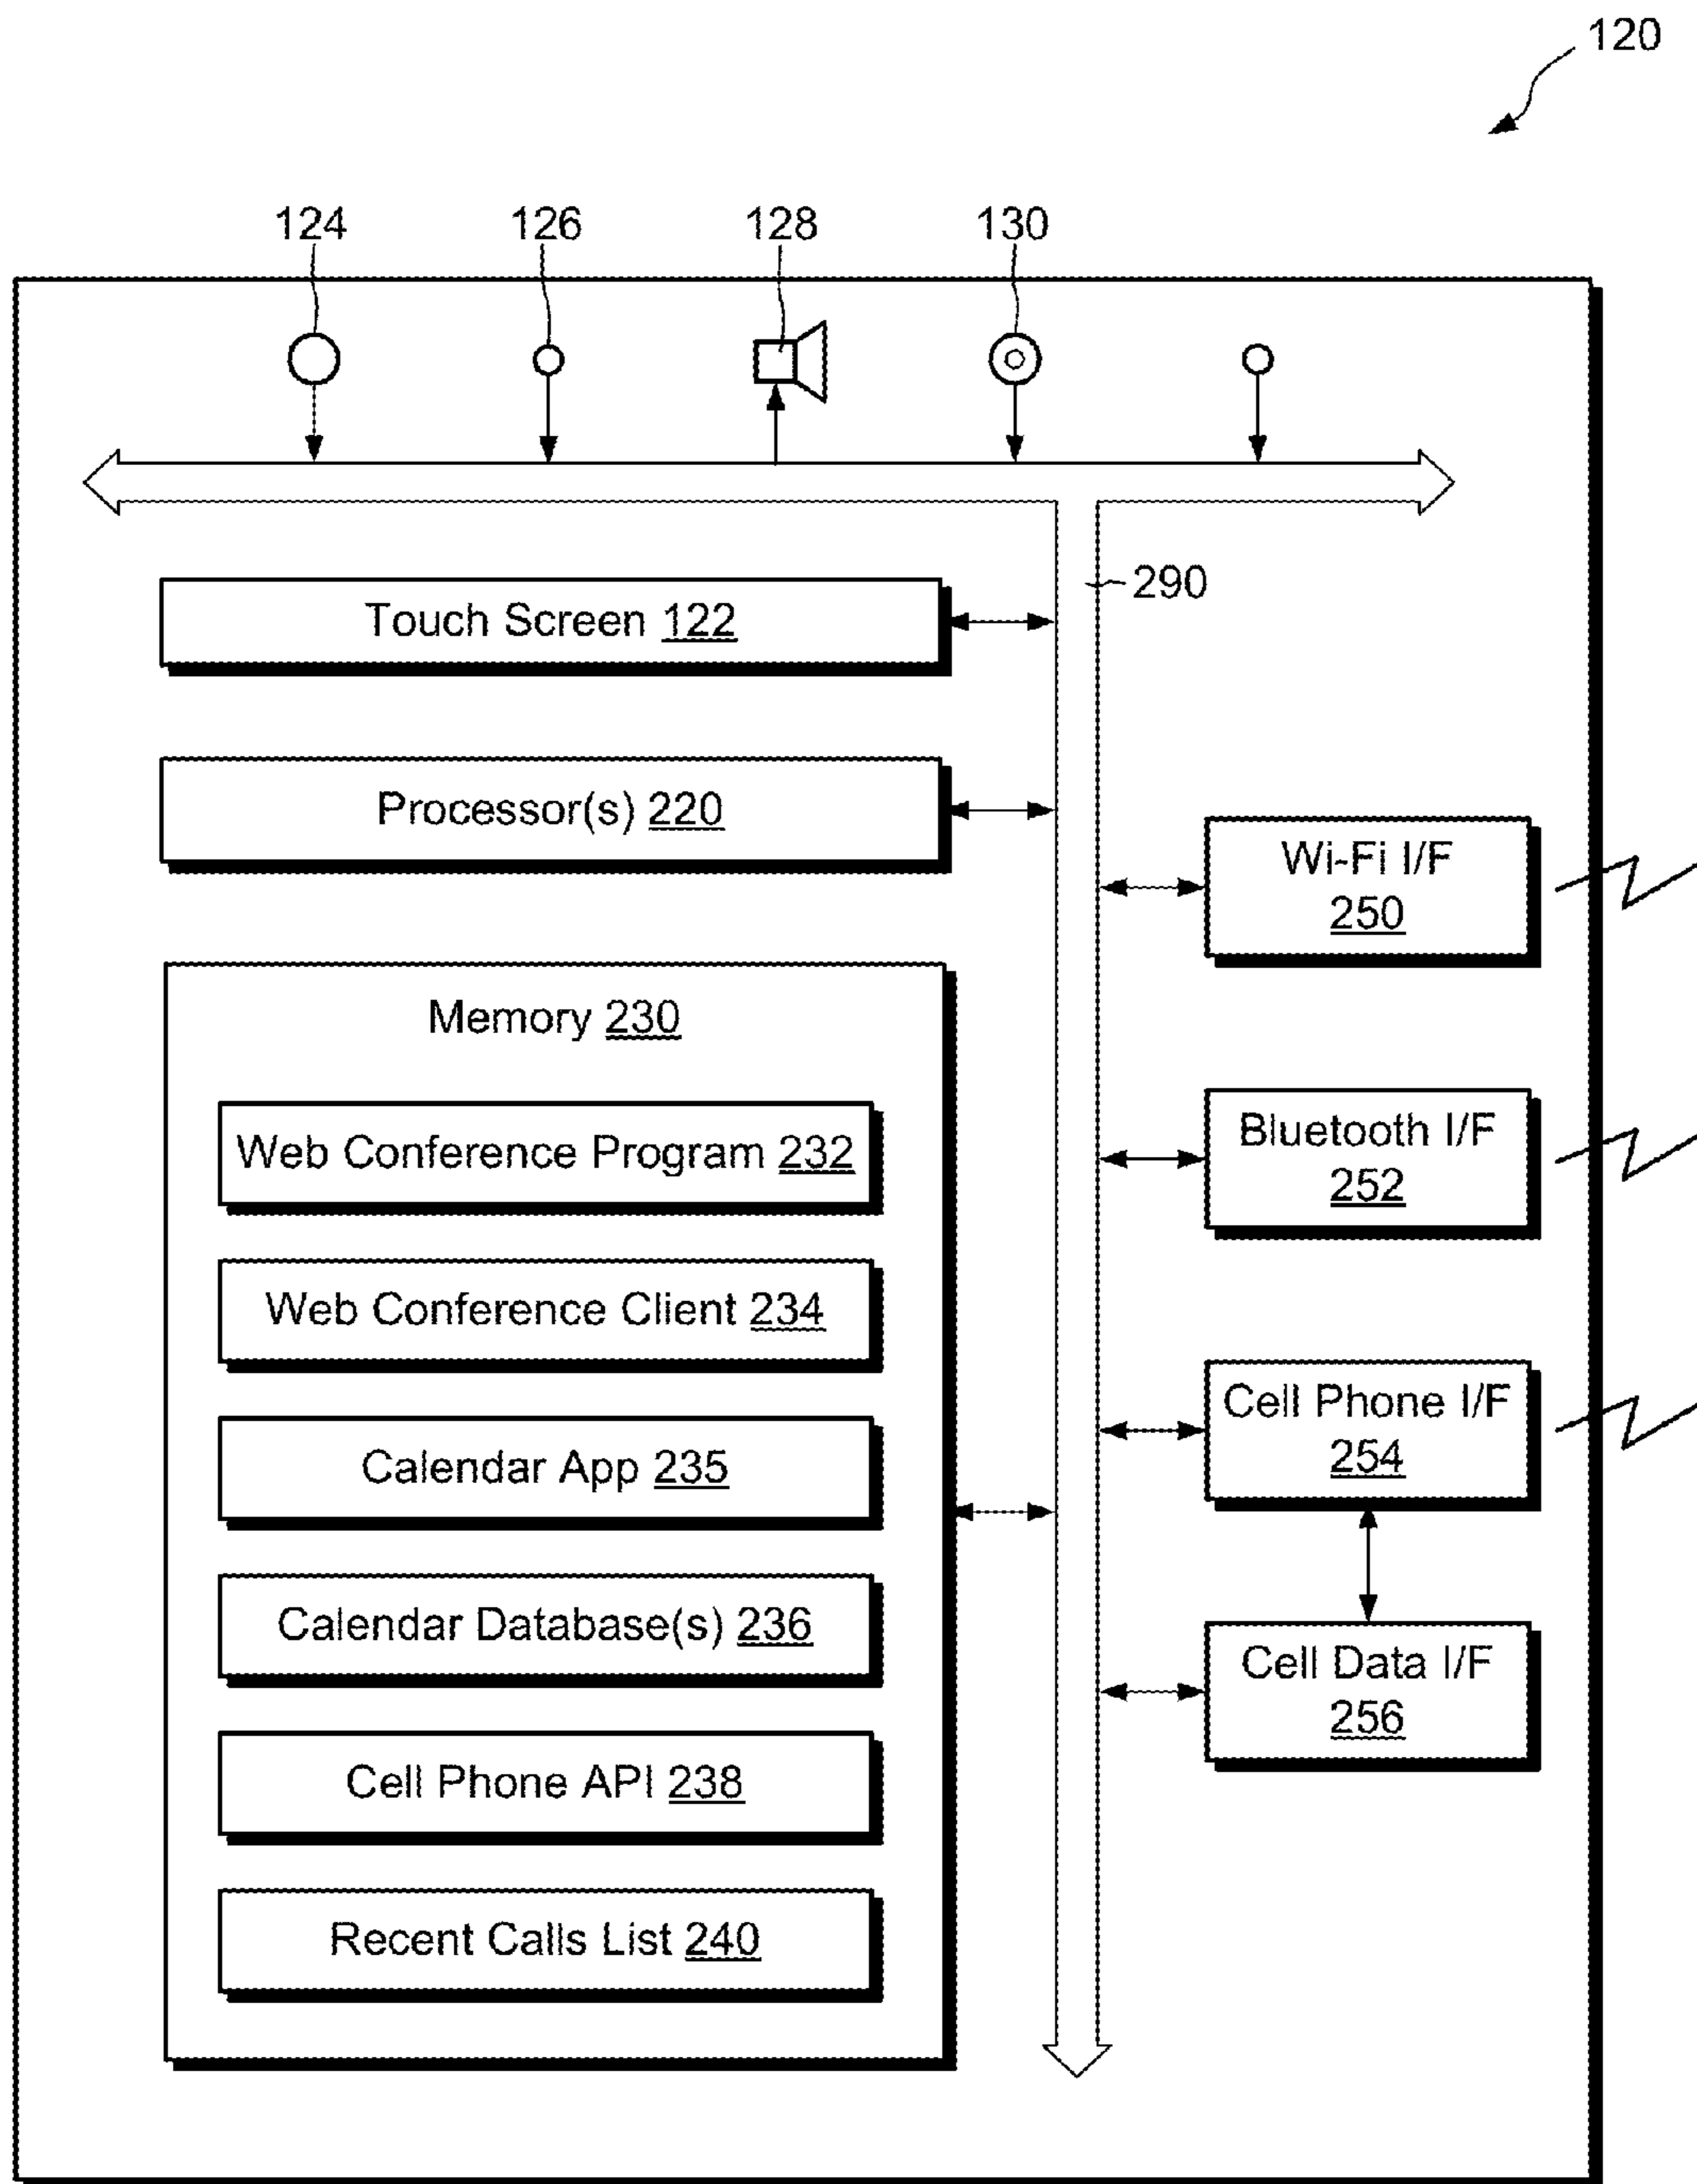 120
124 126 128 130
290
Touch Screen 122
Processor(s) 220
Memory 230
Web Conference Program 232
Web Conference Client 234
Calendar App 235
Calendar Database(s) 236
Cell Phone API 238
Recent Calls List 240
Wi-Fi I/F
250
Bluetooth I/F
252
Cell Phone I/F
254
Cell Data I/F
256